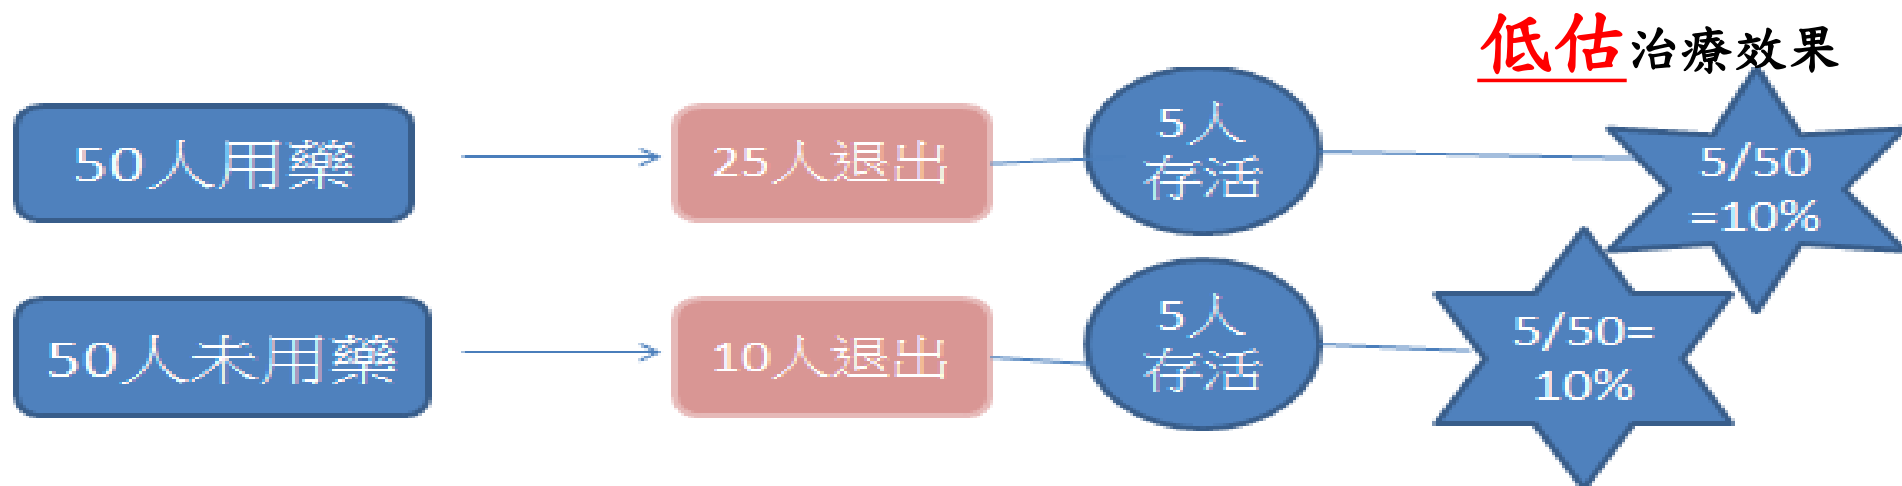 低估治療效果
50人用藥
25人退出
5人
存活
5/50
=10%
50人未用藥
10人退出
5人
存活
5/50=
10%